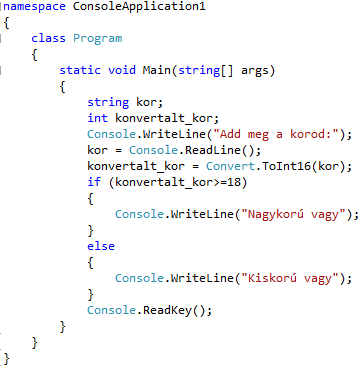 namespace ConsoleApplication1
{
    class Program
    {
        static void Main(string[] args)
        {
            string kor;
            int konvertalt_kor;
            Console.WriteLine("Add meg a korod:");
            kor = Console.ReadLine();
            konvertalt_kor = Convert.ToInt16(kor);
            if (konvertalt_kor>=18)
            {
                Console.WriteLine("Nagykorú vagy");
            }
            else
            {
                Console.WriteLine("Kiskorú vagy");
            }
            Console.ReadKey();
        }
    }
}